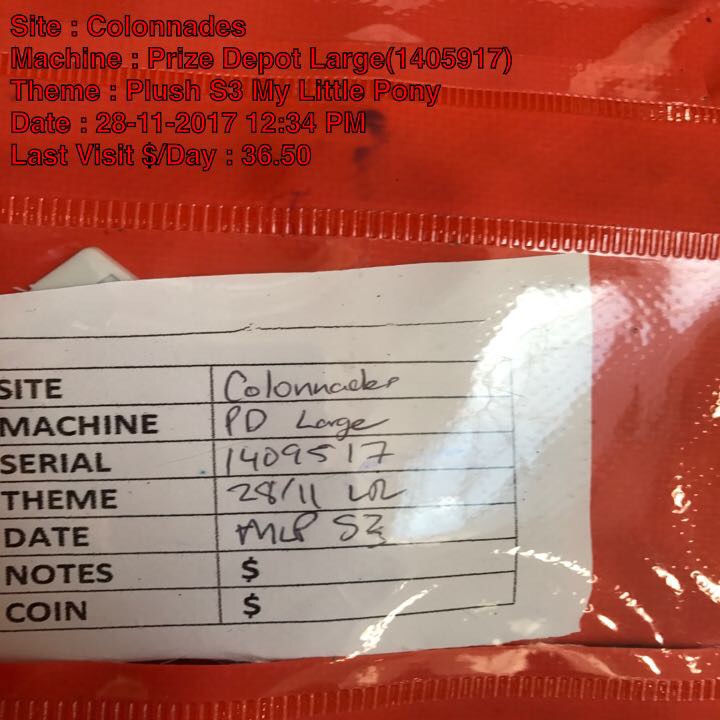 Site : Colonnades
Machine : Prize Depot Large(1405917)
Theme : Plush S3 My Little Pony
Date : 28-11-2017 12:34 PM
Last Visit $/Day : 36.50
SITE Colonnades
MACHINE PD Large
SERIAL 1409517
THEME 28/11
DATE MLP S3
NOTES $
COIN $